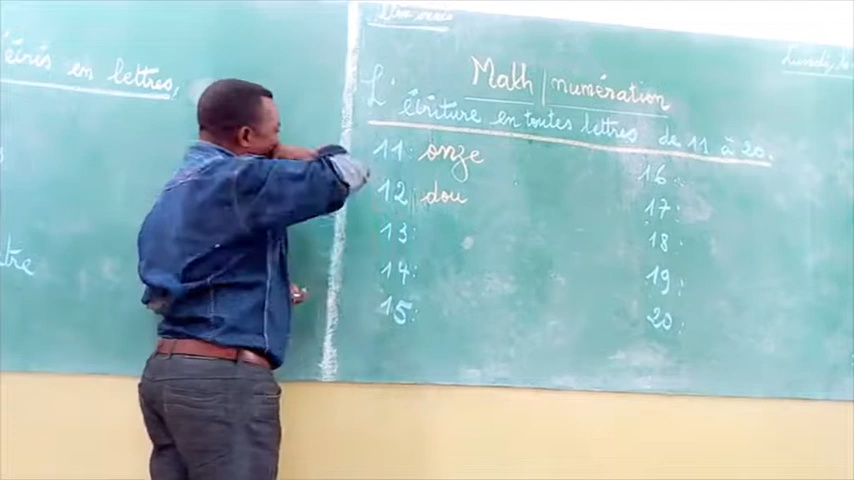 écris en lettres
Math / numération
L'écriture en toutes lettres de 11 à 20.
11: onze
12: dou
13:
14:
15:
16:
17:
18:
19:
20: